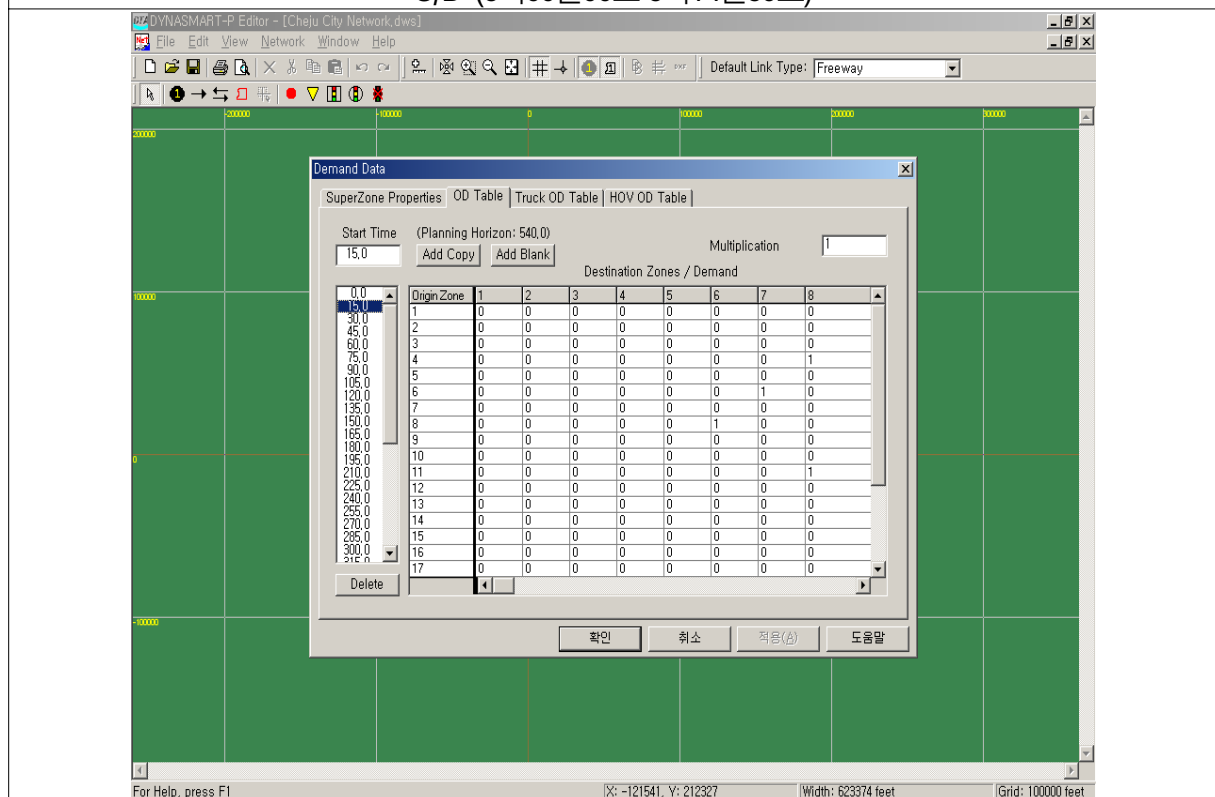 DYNASMART-P Editor - [Cheju City Network.dws]
File Edit View Network Window Help
Default Link Type: Freeway
-200000 -100000 0 100000 200000 300000
200000
Demand Data
SuperZone Properties OD Table Truck OD Table HOV OD Table
Start Time (Planning Horizon: 540.0)
15.0 Add Copy Add Blank Multiplication 1
Destination Zones / Demand
100000
0.0
15.0
30.0
45.0
60.0
75.0
90.0
105.0
120.0
135.0
150.0
165.0
180.0
195.0
210.0
225.0
240.0
255.0
270.0
285.0
300.0
315.0
Origin Zone 1 2 3 4 5 6 7 8
1 0 0 0 0 0 0 0 0
2 0 0 0 0 0 0 0 0
3 0 0 0 0 0 0 0 0
4 0 0 0 0 0 0 0 1
5 0 0 0 0 0 0 0 0
6 0 0 0 0 0 0 1 0
7 0 0 0 0 0 0 0 0
8 0 0 0 0 0 1 0 0
9 0 0 0 0 0 0 0 0
10 0 0 0 0 0 0 0 0
11 0 0 0 0 0 0 0 1
12 0 0 0 0 0 0 0 0
13 0 0 0 0 0 0 0 0
14 0 0 0 0 0 0 0 0
15 0 0 0 0 0 0 0 0
16 0 0 0 0 0 0 0 0
17 0 0 0 0 0 0 0 0
0
Delete
-100000
확인 취소 적용(A) 도움말
For Help, press F1 X: -121541, Y: 212327 Width: 623374 feet Grid: 100000 feet